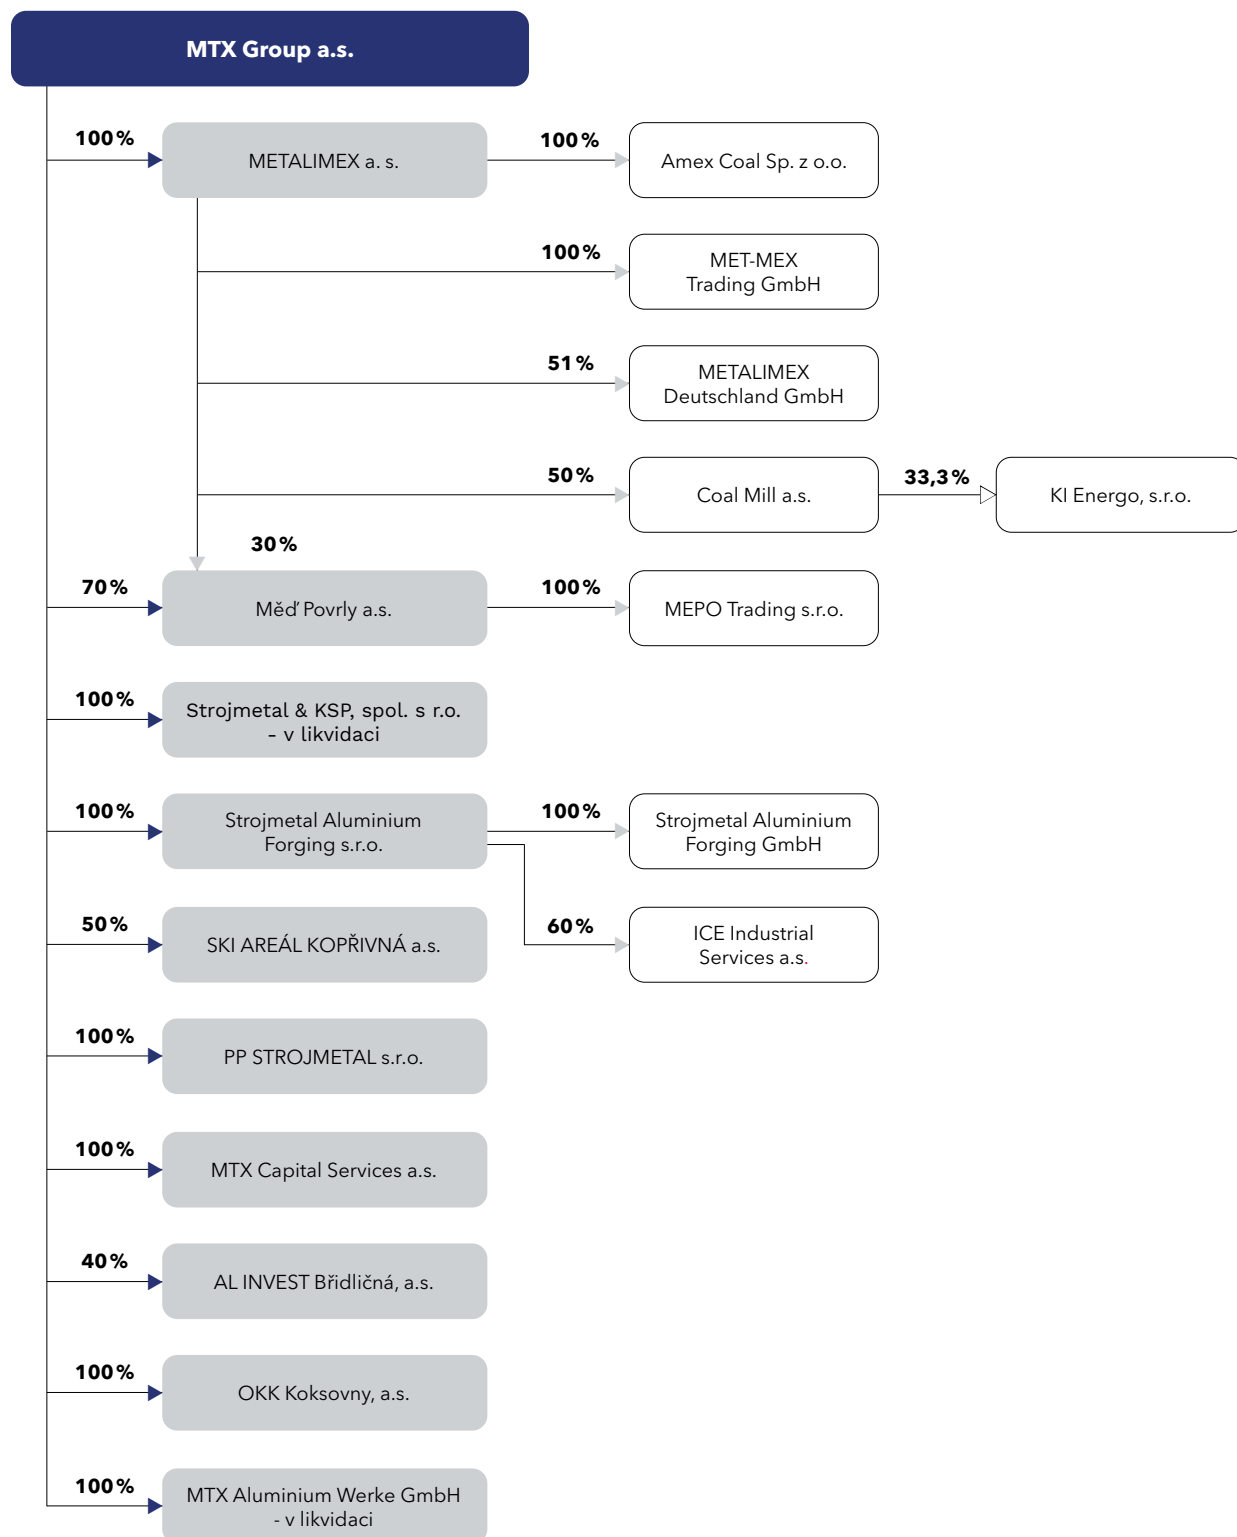 MTX Group a.s.
100%
METALIMEX a. s.
100%
Amex Coal Sp. z o.o.
100%
MET-MEX
Trading GmbH
51%
METALIMEX
Deutschland GmbH
50%
Coal Mill a.s.
33,3%
KI Energo, s.r.o.
30%
70%
Měď Povrly a.s.
100%
MEPO Trading s.r.o.
100%
Strojmetal & KSP, spol. s r.o.
– v likvidaci
100%
Strojmetal Aluminium
Forging s.r.o.
100%
Strojmetal Aluminium
Forging GmbH
50%
SKI AREÁL KOPŘIVNÁ a.s.
60%
ICE Industrial
Services a.s.
100%
PP STROJMETAL s.r.o.
100%
MTX Capital Services a.s.
40%
AL INVEST Břidličná, a.s.
100%
OKK Koksovny, a.s.
100%
MTX Aluminium Werke GmbH
- v likvidaci